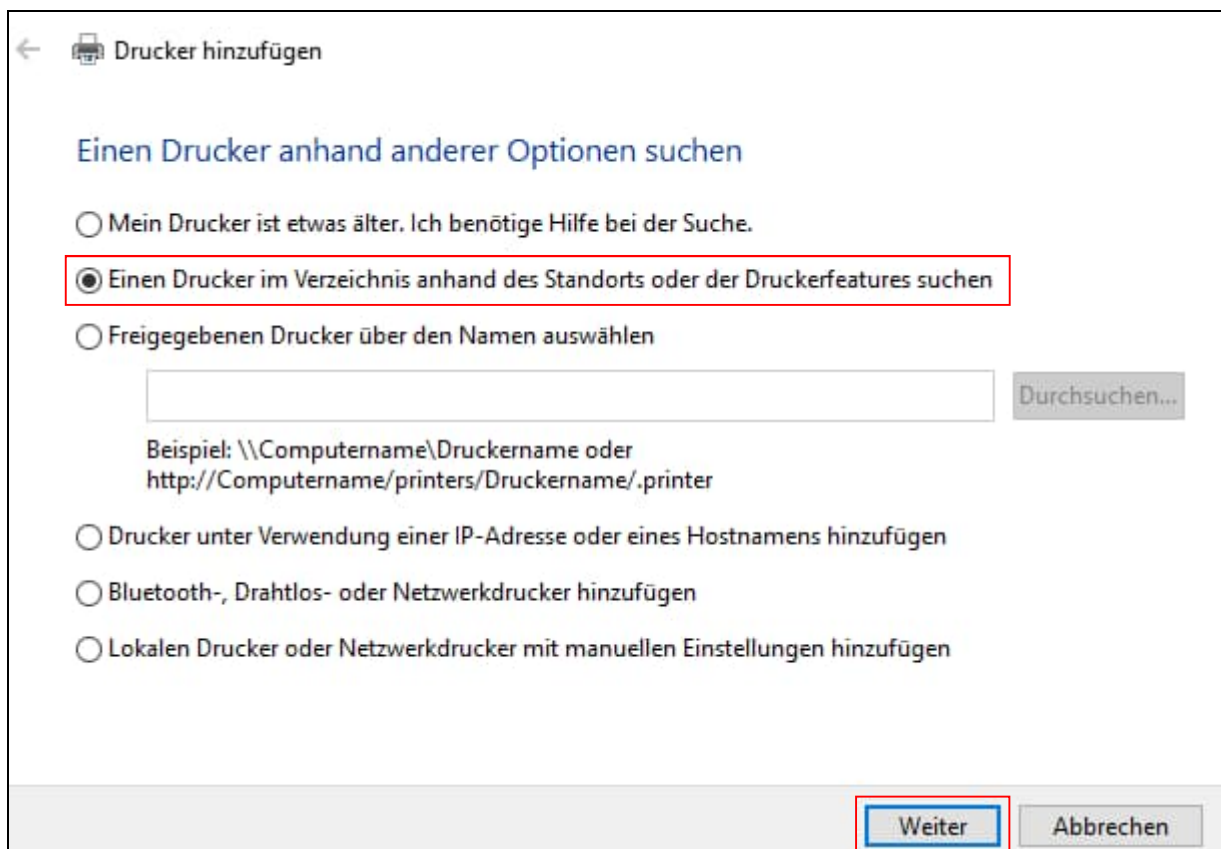 Drucker hinzufügen
Einen Drucker anhand anderer Optionen suchen
Mein Drucker ist etwas älter. Ich benötige Hilfe bei der Suche.
Einen Drucker im Verzeichnis anhand des Standorts oder der Druckerfeatures suchen
Freigegebenen Drucker über den Namen auswählen
Durchsuchen...
Beispiel: \\Computername\Druckername oder
http://Computername/printers/Druckername/.printer
Drucker unter Verwendung einer IP-Adresse oder eines Hostnamens hinzufügen
Bluetooth-, Drahtlos- oder Netzwerkdrucker hinzufügen
Lokalen Drucker oder Netzwerkdrucker mit manuellen Einstellungen hinzufügen
Weiter Abbrechen